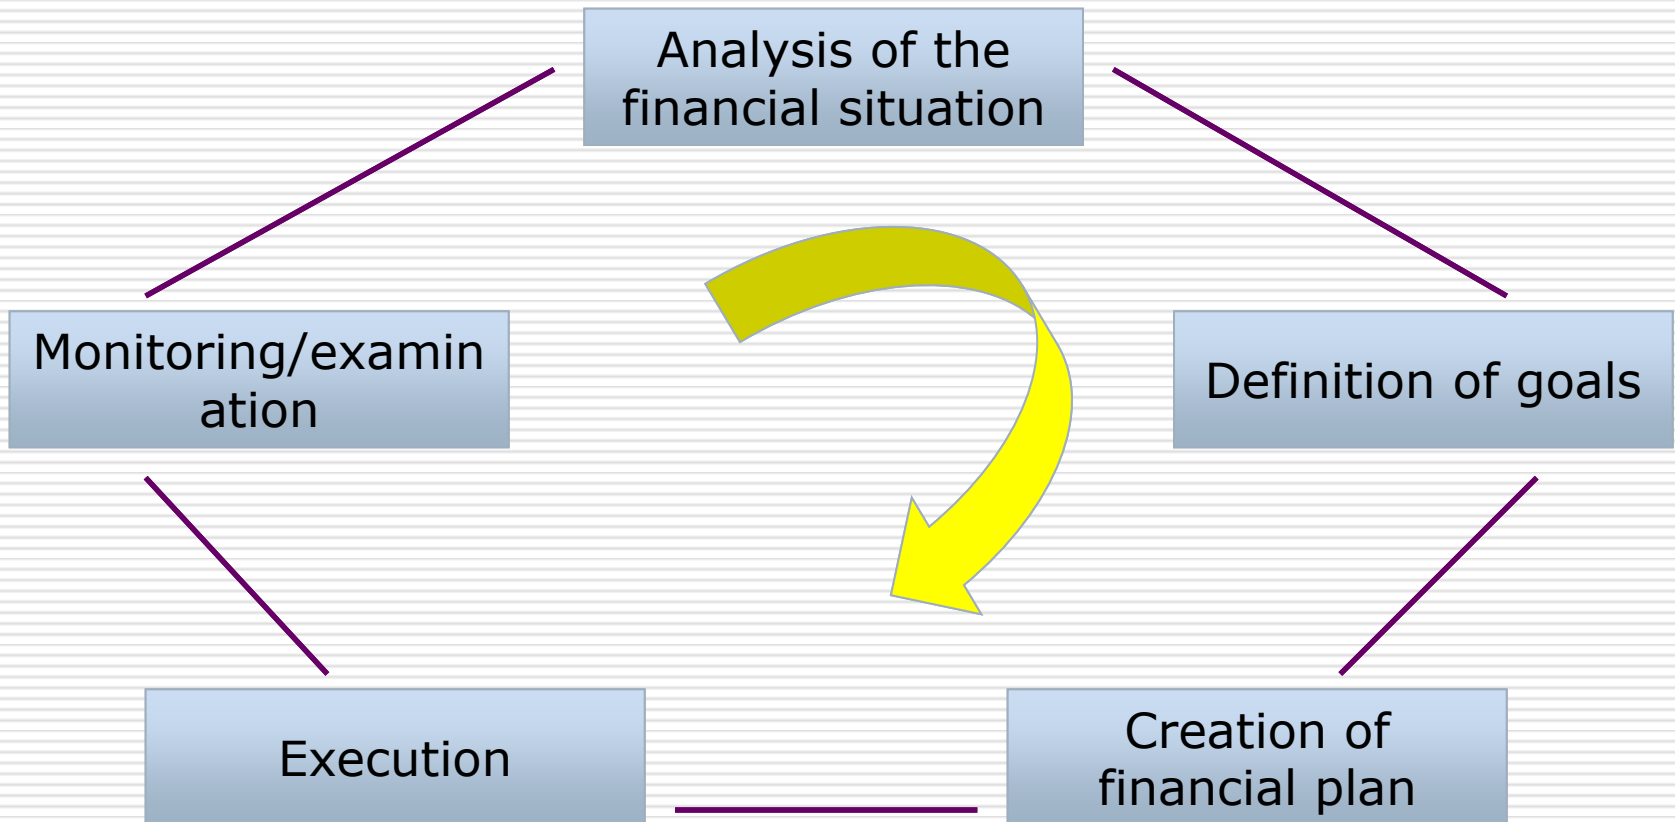 Analysis of the
financial situation
Monitoring/examin
ation
Definition of goals
Execution
Creation of
financial plan